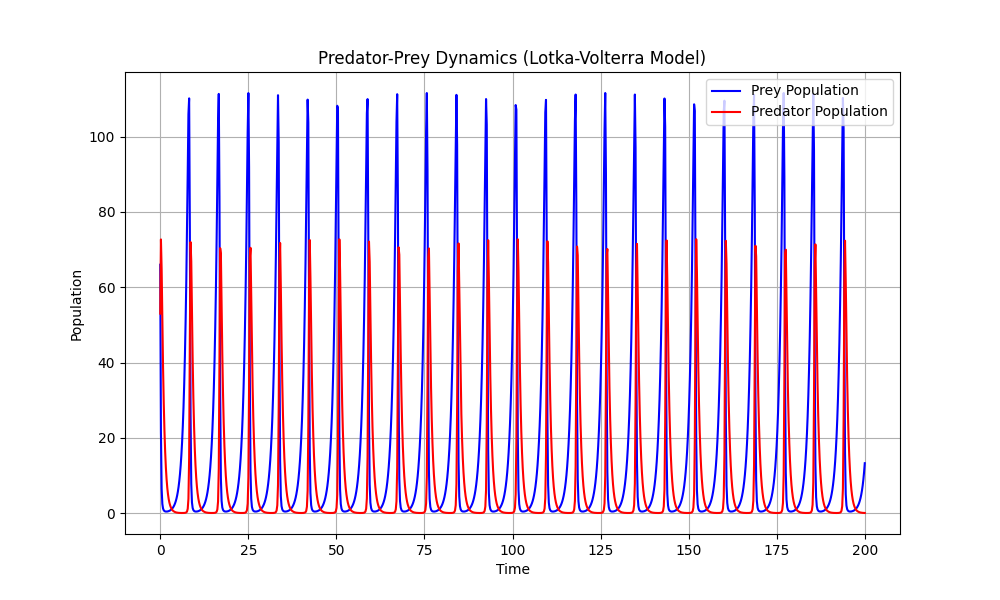 Predator-Prey Dynamics (Lotka-Volterra Model)
Prey Population
Predator Population
100
80
60
40
20
0
Population
0 25 50 75 100 125 150 175 200
Time